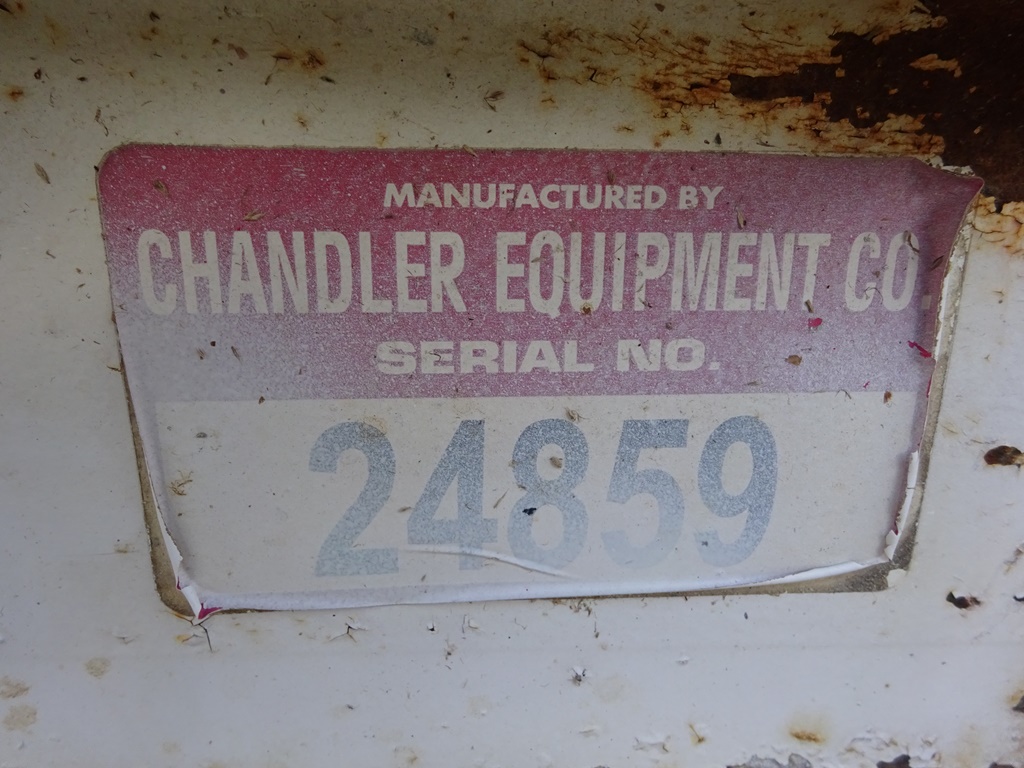 MANUFACTURED BY
CHANDLER EQUIPMENT CO.
SERIAL NO.
24859